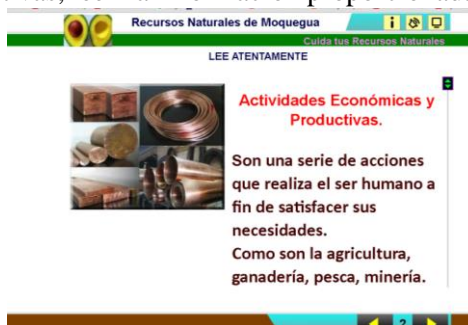 Recursos Naturales de Moquegua
i
Cuida tus Recursos Naturales
LEE ATENTAMENTE
Actividades Económicas y
Productivas.
Son una serie de acciones
que realiza el ser humano a
fin de satisfacer sus
necesidades.
Como son la agricultura,
ganadería, pesca, minería.
2